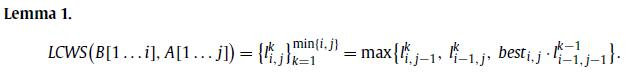 Lemma 1.
LCWS(B[1...i], A[1...j]) = {l^k_{i,j}}^{min{i,j}}_{k=1} = max{l^k_{i,j−1}, l^k_{i−1,j}, best_{i,j} · l^{k−1}_{i−1,j−1}}.